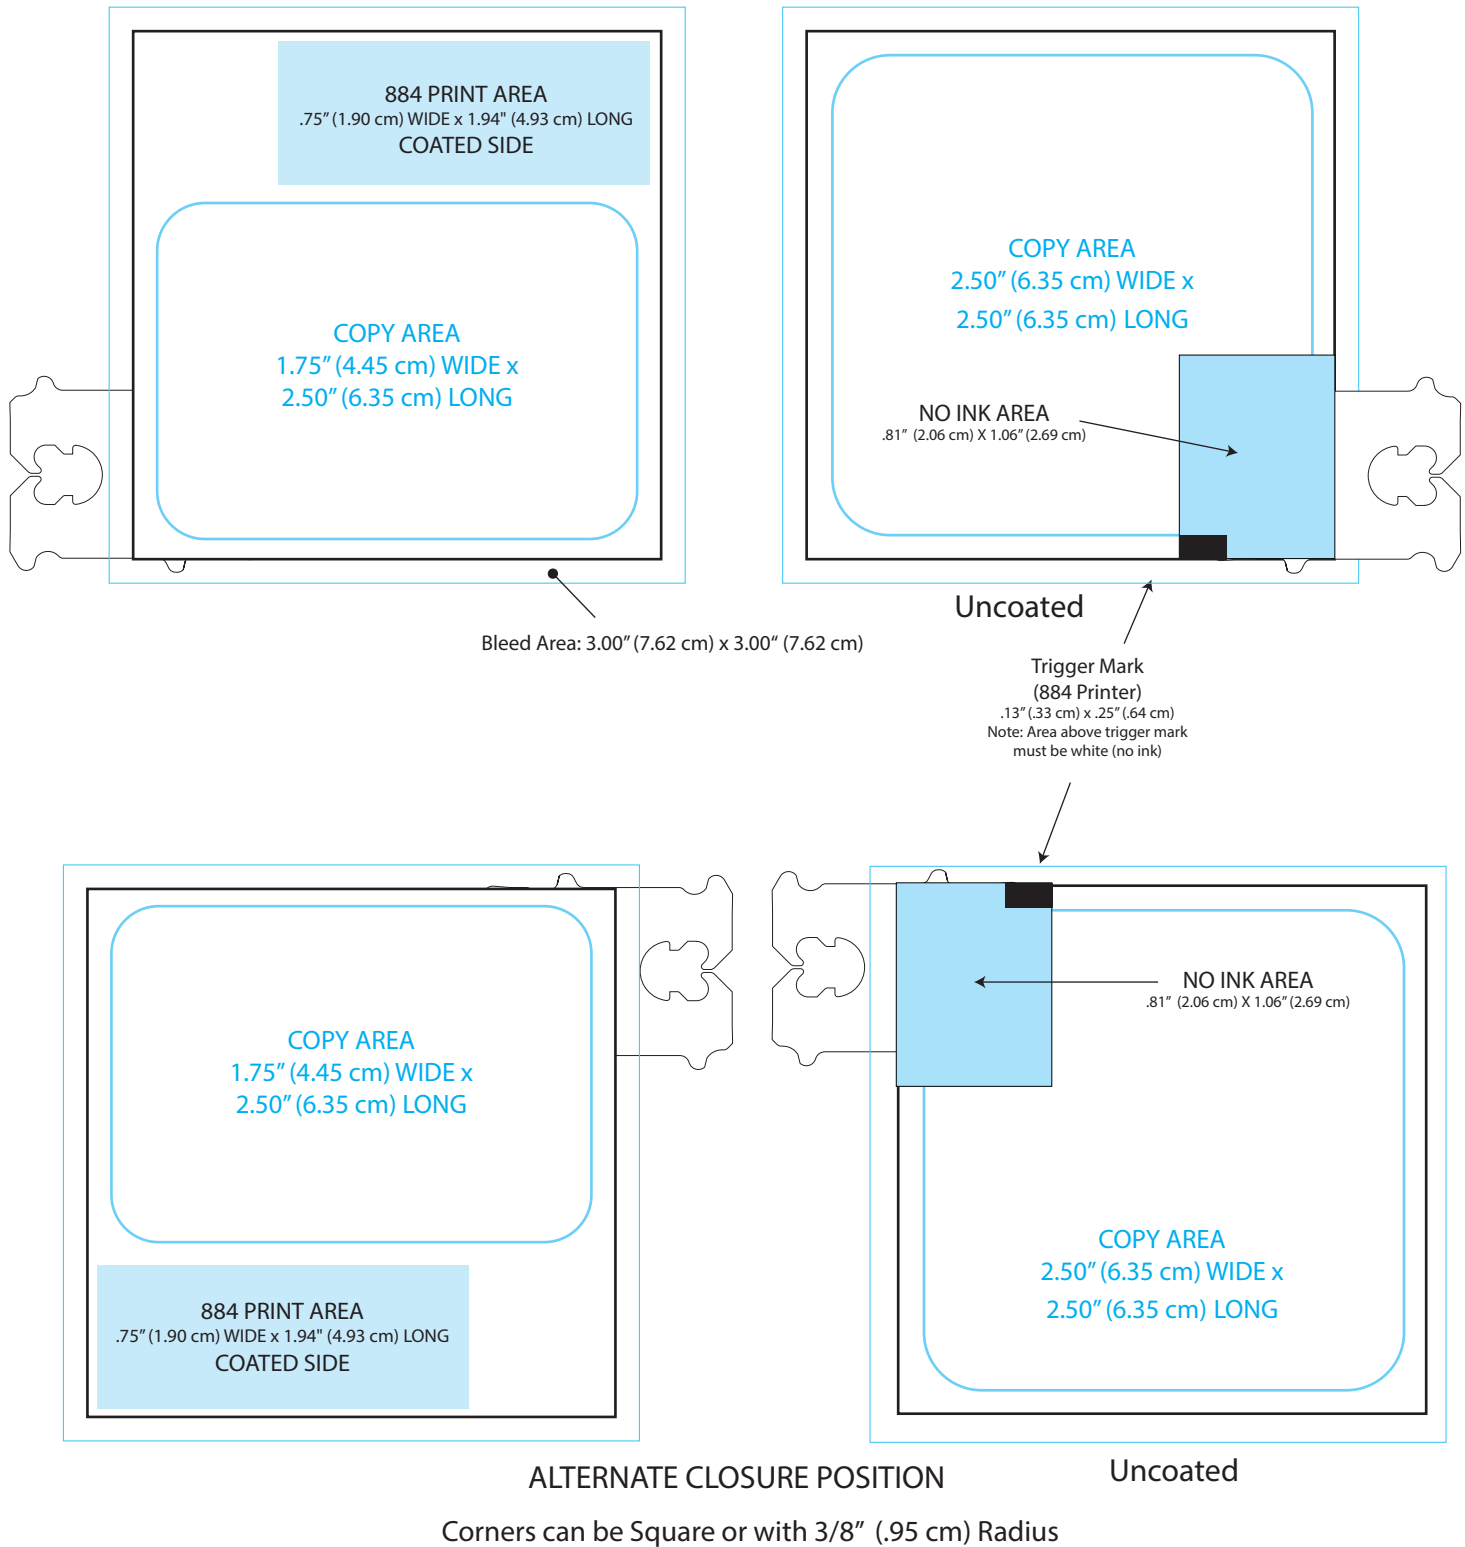 884 PRINT AREA
.75” (1.90 cm) WIDE x 1.94" (4.93 cm) LONG
COATED SIDE
COPY AREA
1.75” (4.45 cm) WIDE x
2.50” (6.35 cm) LONG
COPY AREA
2.50” (6.35 cm) WIDE x
2.50” (6.35 cm) LONG
NO INK AREA
.81” (2.06 cm) X 1.06” (2.69 cm)
Uncoated
Bleed Area: 3.00” (7.62 cm) x 3.00“ (7.62 cm)
Trigger Mark
(884 Printer)
.13” (.33 cm) x .25” (.64 cm)
Note: Area above trigger mark
must be white (no ink)
COPY AREA
1.75” (4.45 cm) WIDE x
2.50” (6.35 cm) LONG
884 PRINT AREA
.75” (1.90 cm) WIDE x 1.94" (4.93 cm) LONG
COATED SIDE
NO INK AREA
.81” (2.06 cm) X 1.06” (2.69 cm)
COPY AREA
2.50” (6.35 cm) WIDE x
2.50” (6.35 cm) LONG
Uncoated
ALTERNATE CLOSURE POSITION
Corners can be Square or with 3/8” (.95 cm) Radius